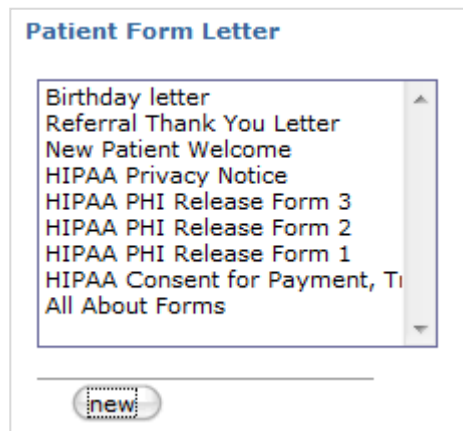 Patient Form Letter
Birthday letter
Referral Thank You Letter
New Patient Welcome
HIPAA Privacy Notice
HIPAA PHI Release Form 3
HIPAA PHI Release Form 2
HIPAA PHI Release Form 1
HIPAA Consent for Payment,
All About Forms
new